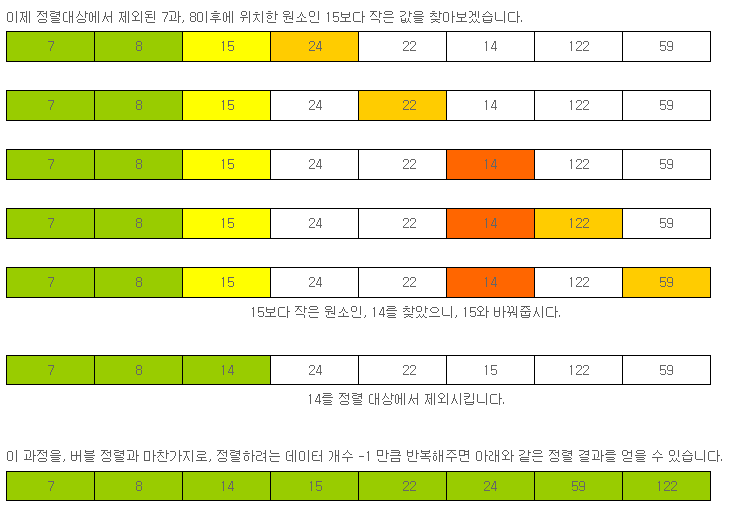 이제 정렬대상에서 제외된 7과, 8이후에 위치한 원소인 15보다 작은 값을 찾아보겠습니다.
7 8 15 24 22 14 122 59
7 8 15 24 22 14 122 59
7 8 15 24 22 14 122 59
7 8 15 24 22 14 122 59
7 8 15 24 22 14 122 59
15보다 작은 원소인, 14를 찾았으니, 15와 바꿔줍시다.
7 8 14 24 22 15 122 59
14를 정렬 대상에서 제외시킵니다.
이 과정을, 버블 정렬과 마찬가지로, 정렬하려는 데이터 개수 -1 만큼 반복해주면 아래와 같은 정렬 결과를 얻을 수 있습니다.
7 8 14 15 22 24 59 122